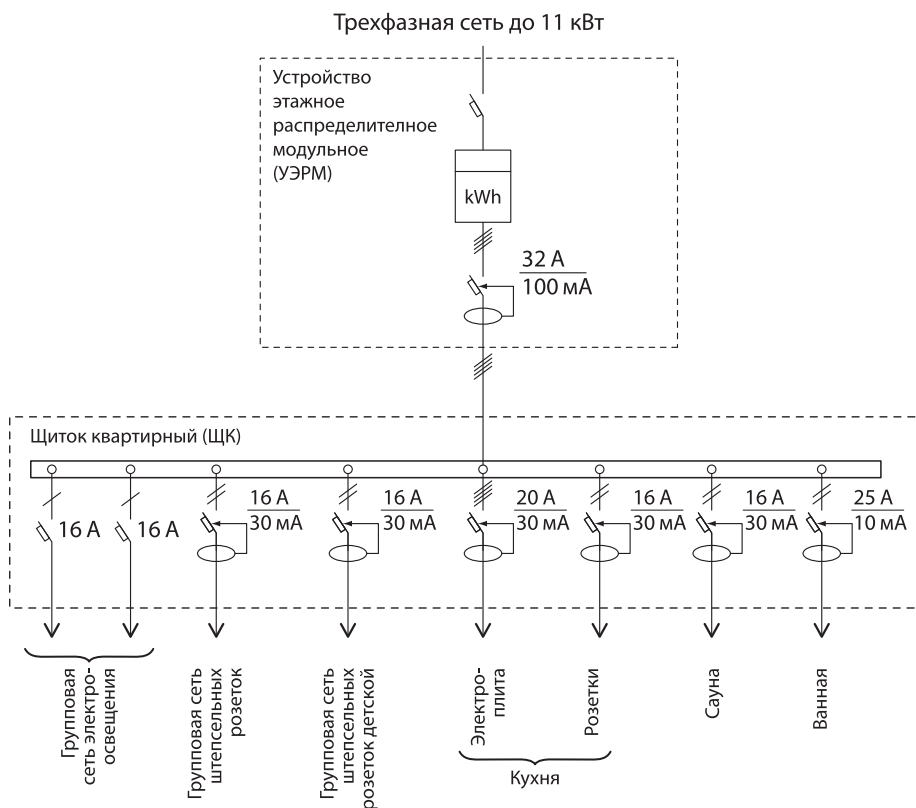 Трехфазная сеть до 11 кВт
Устройство
этажное
распределителное
модульное
(УЭРМ)
kWh
32 А
100 мА
Щиток квартирный (ЩК)
16 А
16 А
16 А
30 мА
16 А
30 мА
20 А
30 мА
16 А
30 мА
16 А
30 мА
25 А
10 мА
Групповая
сеть электро-
освещения
Групповая сеть
штепсельных
розеток
Групповая сеть
штепсельных
розеток детской
Электро-
плита
Розетки
Кухня
Сауна
Ванная